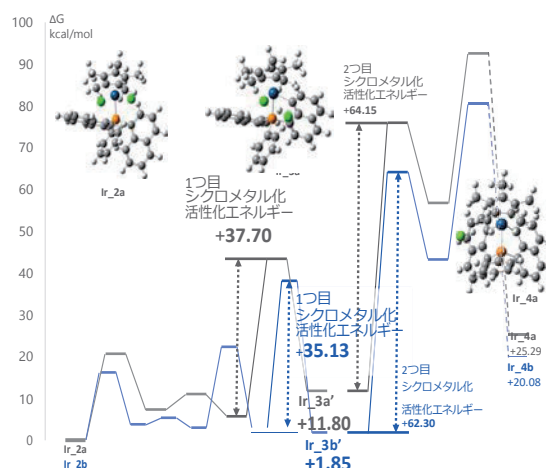 ΔG
kcal/mol
100
90
80
70
60
50
40
30
20
10
0
Ir_2a
1つ目
シクロメタル化
活性化エネルギー
+37.70
2つ目
シクロメタル化
活性化エネルギー
+64.15
1つ目
シクロメタル化
活性化エネルギー
+35.13
2つ目
シクロメタル化
活性化エネルギー
+62.30
Ir_3a’
+11.80
Ir_3b’
+1.85
Ir_4a
Ir_4a
+25.29
Ir_4b
+20.08
Ir_2a
Ir_2b